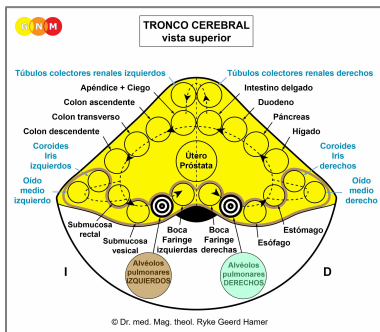 GNM
TRONCO CEREBRAL
vista superior
Túbulos colectores renales izquierdos
Túbulos colectores renales derechos
Apéndice + Ciego
Intestino delgado
Colon ascendente
Duodeno
Colon transverso
Páncreas
Colon descendente
Hígado
Coroides
Iris
izquierdos
Coroides
Iris
derechos
Útero
Próstata
Oído
medio
izquierdo
Oído
medio
derecho
Submucosa
rectal
Submucosa
vesical
Boca
Faringe
izquierdas
Boca
Faringe
derechas
Esófago
Estómago
I
Alvéolos
pulmonares
IZQUIERDOS
Alvéolos
pulmonares
DERECHOS
D
© Dr. med. Mag. theol. Ryke Geerd Hamer